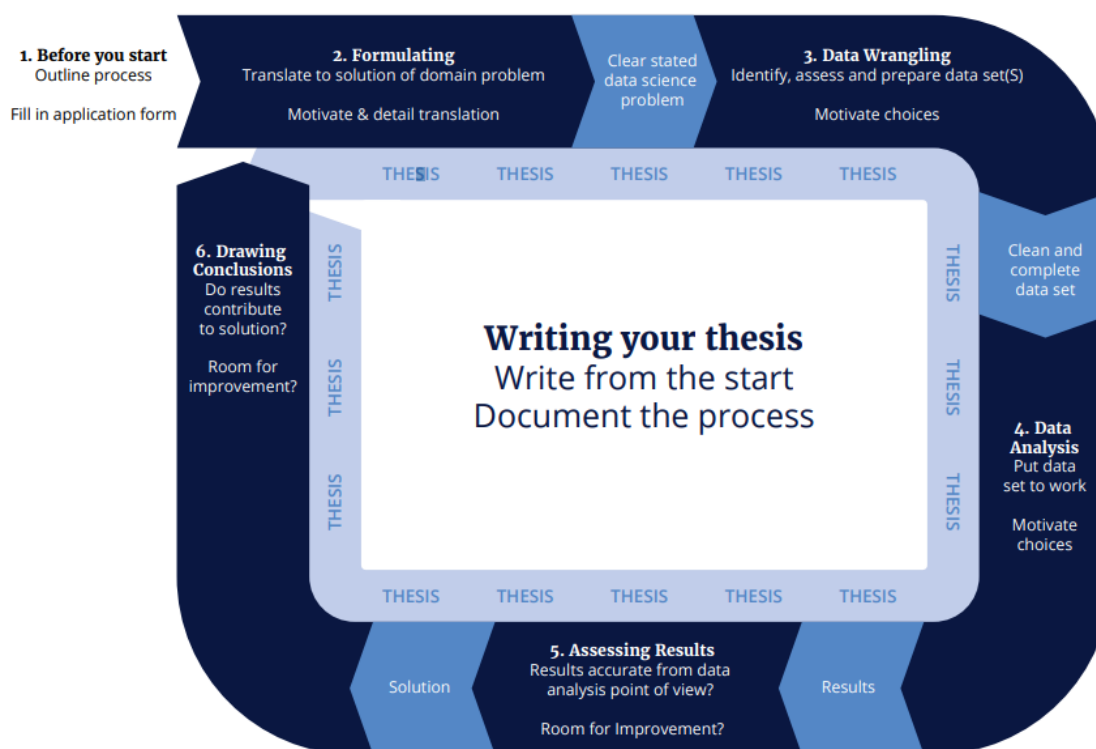 1. Before you start
Outline process
Fill in application form
2. Formulating
Translate to solution of domain problem
Motivate & detail translation
Clear stated
data science
problem
3. Data Wrangling
Identify, assess and prepare data set(S)
Motivate choices
Clean and
complete
data set
4. Data
Analysis
Put data
set to work
Motivate
choices
Results
5. Assessing Results
Results accurate from data
analysis point of view?
Room for Improvement?
Solution
6. Drawing
Conclusions
Do results
contribute
to solution?
Room for
improvement?
THESIS THESIS THESIS THESIS THESIS
THESIS
THESIS
THESIS
THESIS THESIS THESIS THESIS THESIS
THESIS
THESIS
THESIS
Writing your thesis
Write from the start
Document the process